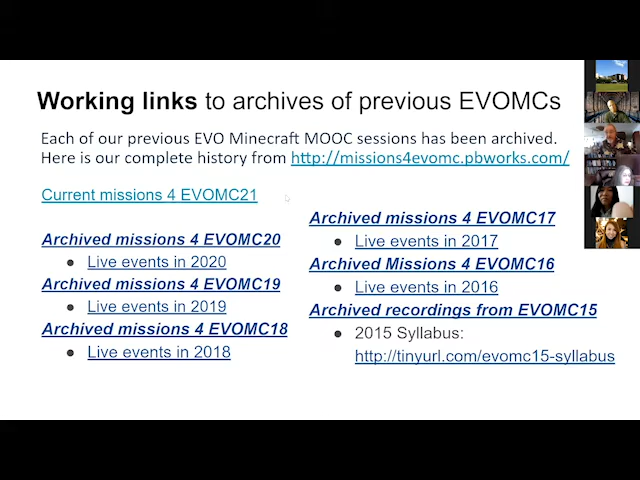 Working links to archives of previous EVOMCs
Each of our previous EVO Minecraft MOOC sessions has been archived.
Here is our complete history from http://missions4evomc.pbworks.com/
Current missions 4 EVOMC21
Archived missions 4 EVOMC20
● Live events in 2020
Archived missions 4 EVOMC19
● Live events in 2019
Archived missions 4 EVOMC18
● Live events in 2018
Archived missions 4 EVOMC17
● Live events in 2017
Archived Missions 4 EVOMC16
● Live events in 2016
Archived recordings from EVOMC15
● 2015 Syllabus:
http://tinyurl.com/evomc15-syllabus